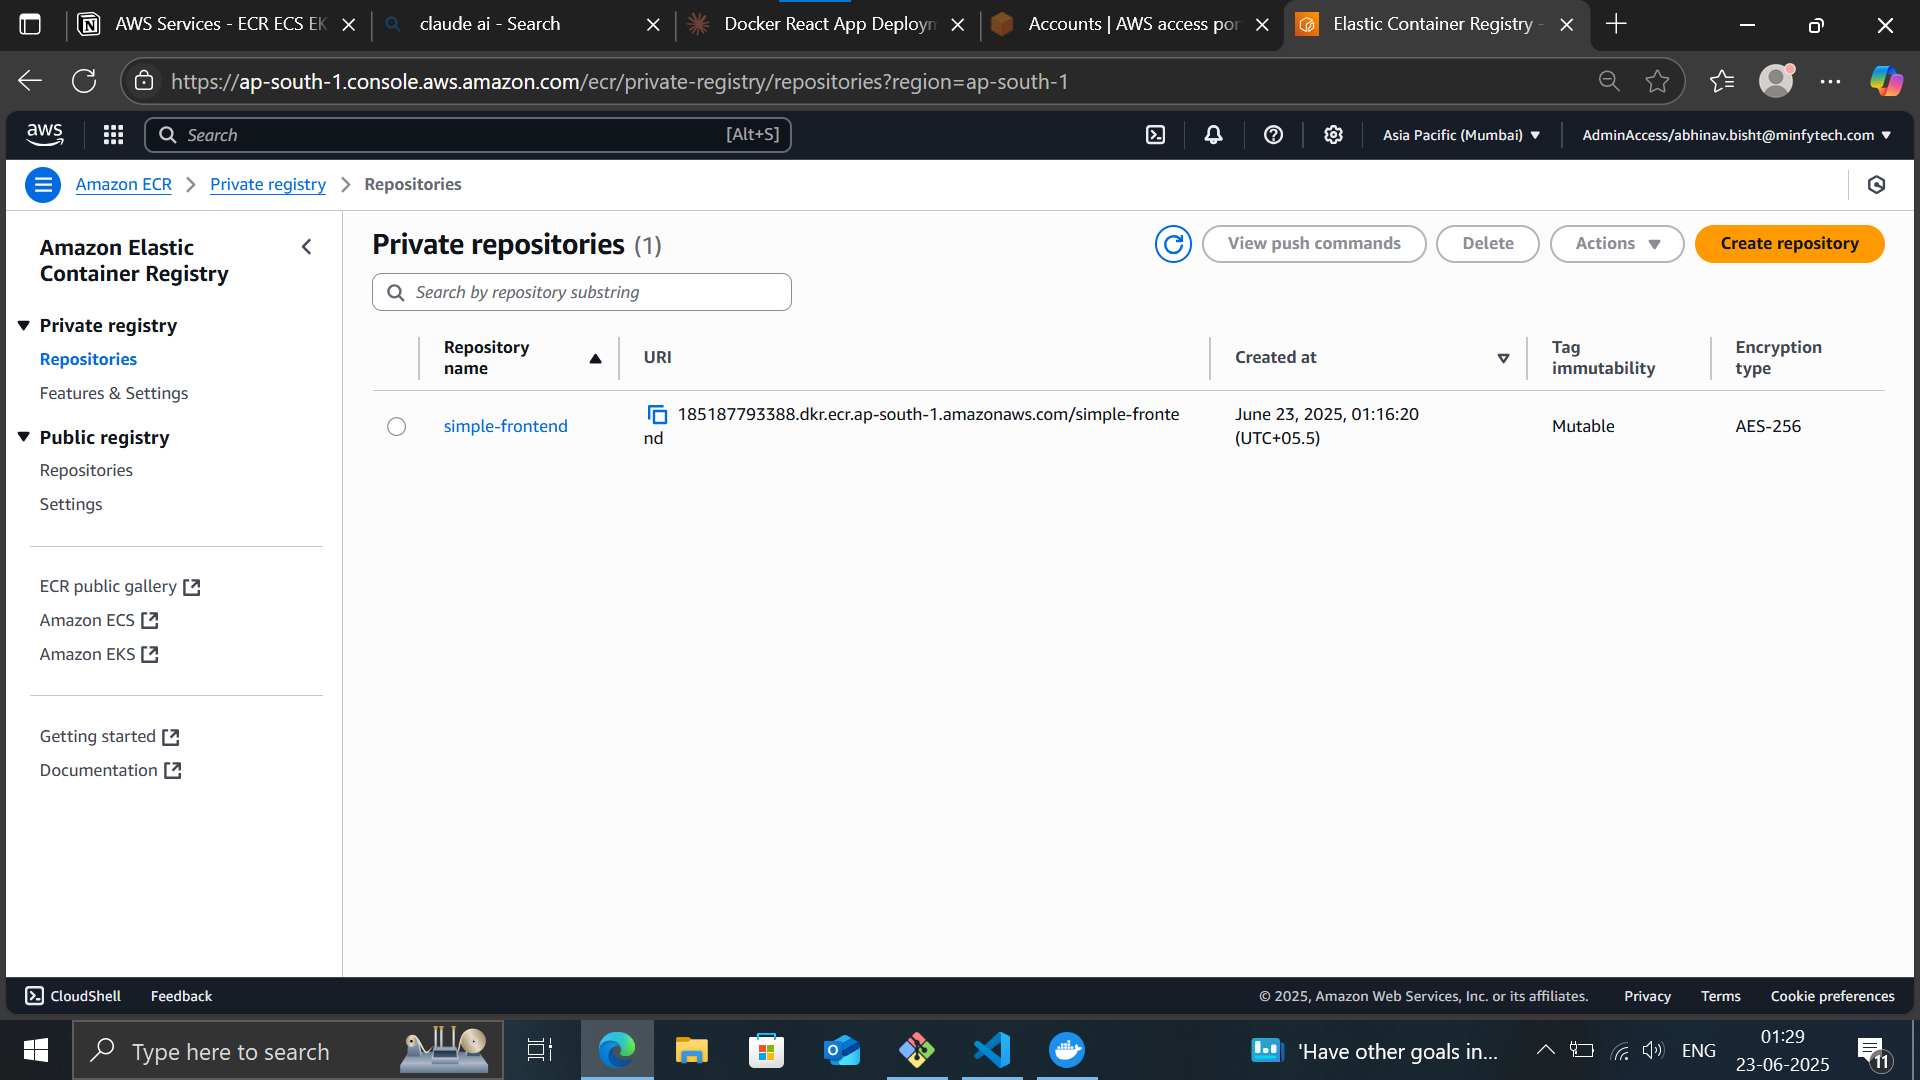 AWS Services - ECR ECS EK
claude ai - Search
Docker React App Deploym
Accounts | AWS access por
Elastic Container Registry -
https://ap-south-1.console.aws.amazon.com/ecr/private-registry/repositories?region=ap-south-1
aws
Search
[Alt+S]
Asia Pacific (Mumbai)
AdminAccess/abhinav.bisht@minfytech.com
Amazon ECR
Private registry
Repositories
Amazon Elastic
Container Registry
Private registry
Repositories
Features & Settings
Public registry
Repositories
Settings
ECR public gallery
Amazon ECS
Amazon EKS
Getting started
Documentation
Private repositories (1)
View push commands
Delete
Actions
Create repository
Search by repository substring
Repository
name
URI
Created at
Tag
immutability
Encryption
type
simple-frontend
185187793388.dkr.ecr.ap-south-1.amazonaws.com/simple-fronte
nd
June 23, 2025, 01:16:20
(UTC+05.5)
Mutable
AES-256
CloudShell
Feedback
© 2025, Amazon Web Services, Inc. or its affiliates.
Privacy
Terms
Cookie preferences
Type here to search
'Have other goals in...
ENG
01:29
23-06-2025
11